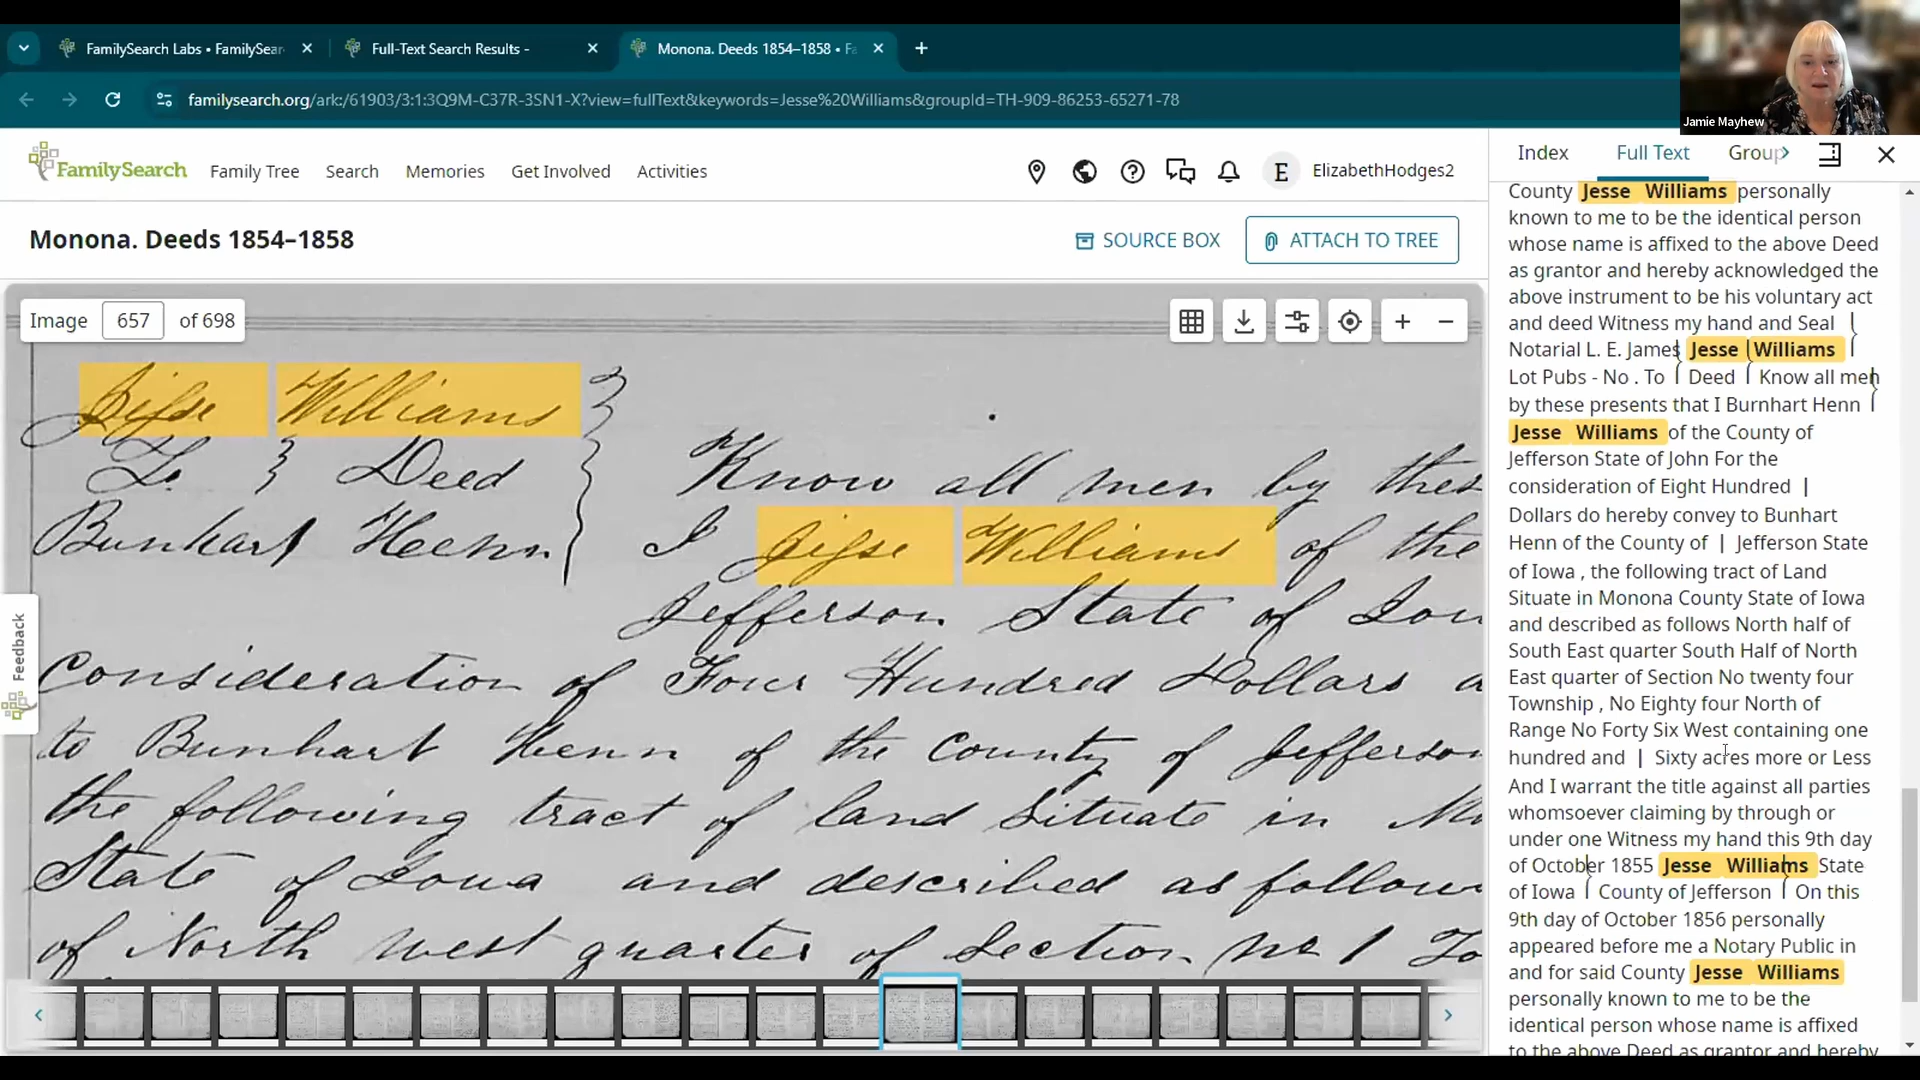 FamilySearch Labs • FamilySear
Full-Text Search Results -
Monona. Deeds 1854–1858 • Fa
familysearch.org/ark:/61903/3:1:3Q9M-C37R-3SN1-X?view=fullText&keywords=Jesse%20Williams&groupId=TH-909-86253-65271-78
Jamie Mayhew
FamilySearch
Family Tree
Search
Memories
Get Involved
Activities
E
ElizabethHodges2
Monona. Deeds 1854–1858
SOURCE BOX
ATTACH TO TREE
Image 657 of 698
Feedback
Jesse Williams
To Deed Know all men by thes
Bunhart Henn I Jesse Williams of the
Jefferson State of Iow
Consideration of Four Hundred Dollars a
to Bunhart Henn of the County of Jefferson
the following tract of land Situate in Mo
State of Iowa and described as follow
of North West quarter of Section No 1 To
Index
Full Text
Group
County Jesse Williams personally
known to me to be the identical person
whose name is affixed to the above Deed
as grantor and hereby acknowledged the
above instrument to be his voluntary act
and deed Witness my hand and Seal |
Notarial L. E. James Jesse Williams |
Lot Pubs - No . To | Deed | Know all men
by these presents that I Burnhart Henn |
Jesse Williams of the County of
Jefferson State of John For the
consideration of Eight Hundred |
Dollars do hereby convey to Bunhart
Henn of the County of | Jefferson State
of Iowa , the following tract of Land
Situate in Monona County State of Iowa
and described as follows North half of
South East quarter South Half of North
East quarter of Section No twenty four
Township , No Eighty four North of
Range No Forty Six West containing one
hundred and | Sixty acres more or Less
And I warrant the title against all parties
whomsoever claiming by through or
under one Witness my hand this 9th day
of October 1855 Jesse Williams State
of Iowa | County of Jefferson | On this
9th day of October 1856 personally
appeared before me a Notary Public in
and for said County Jesse Williams
personally known to me to be the
identical person whose name is affixed
to the above Deed as grantor and hereby